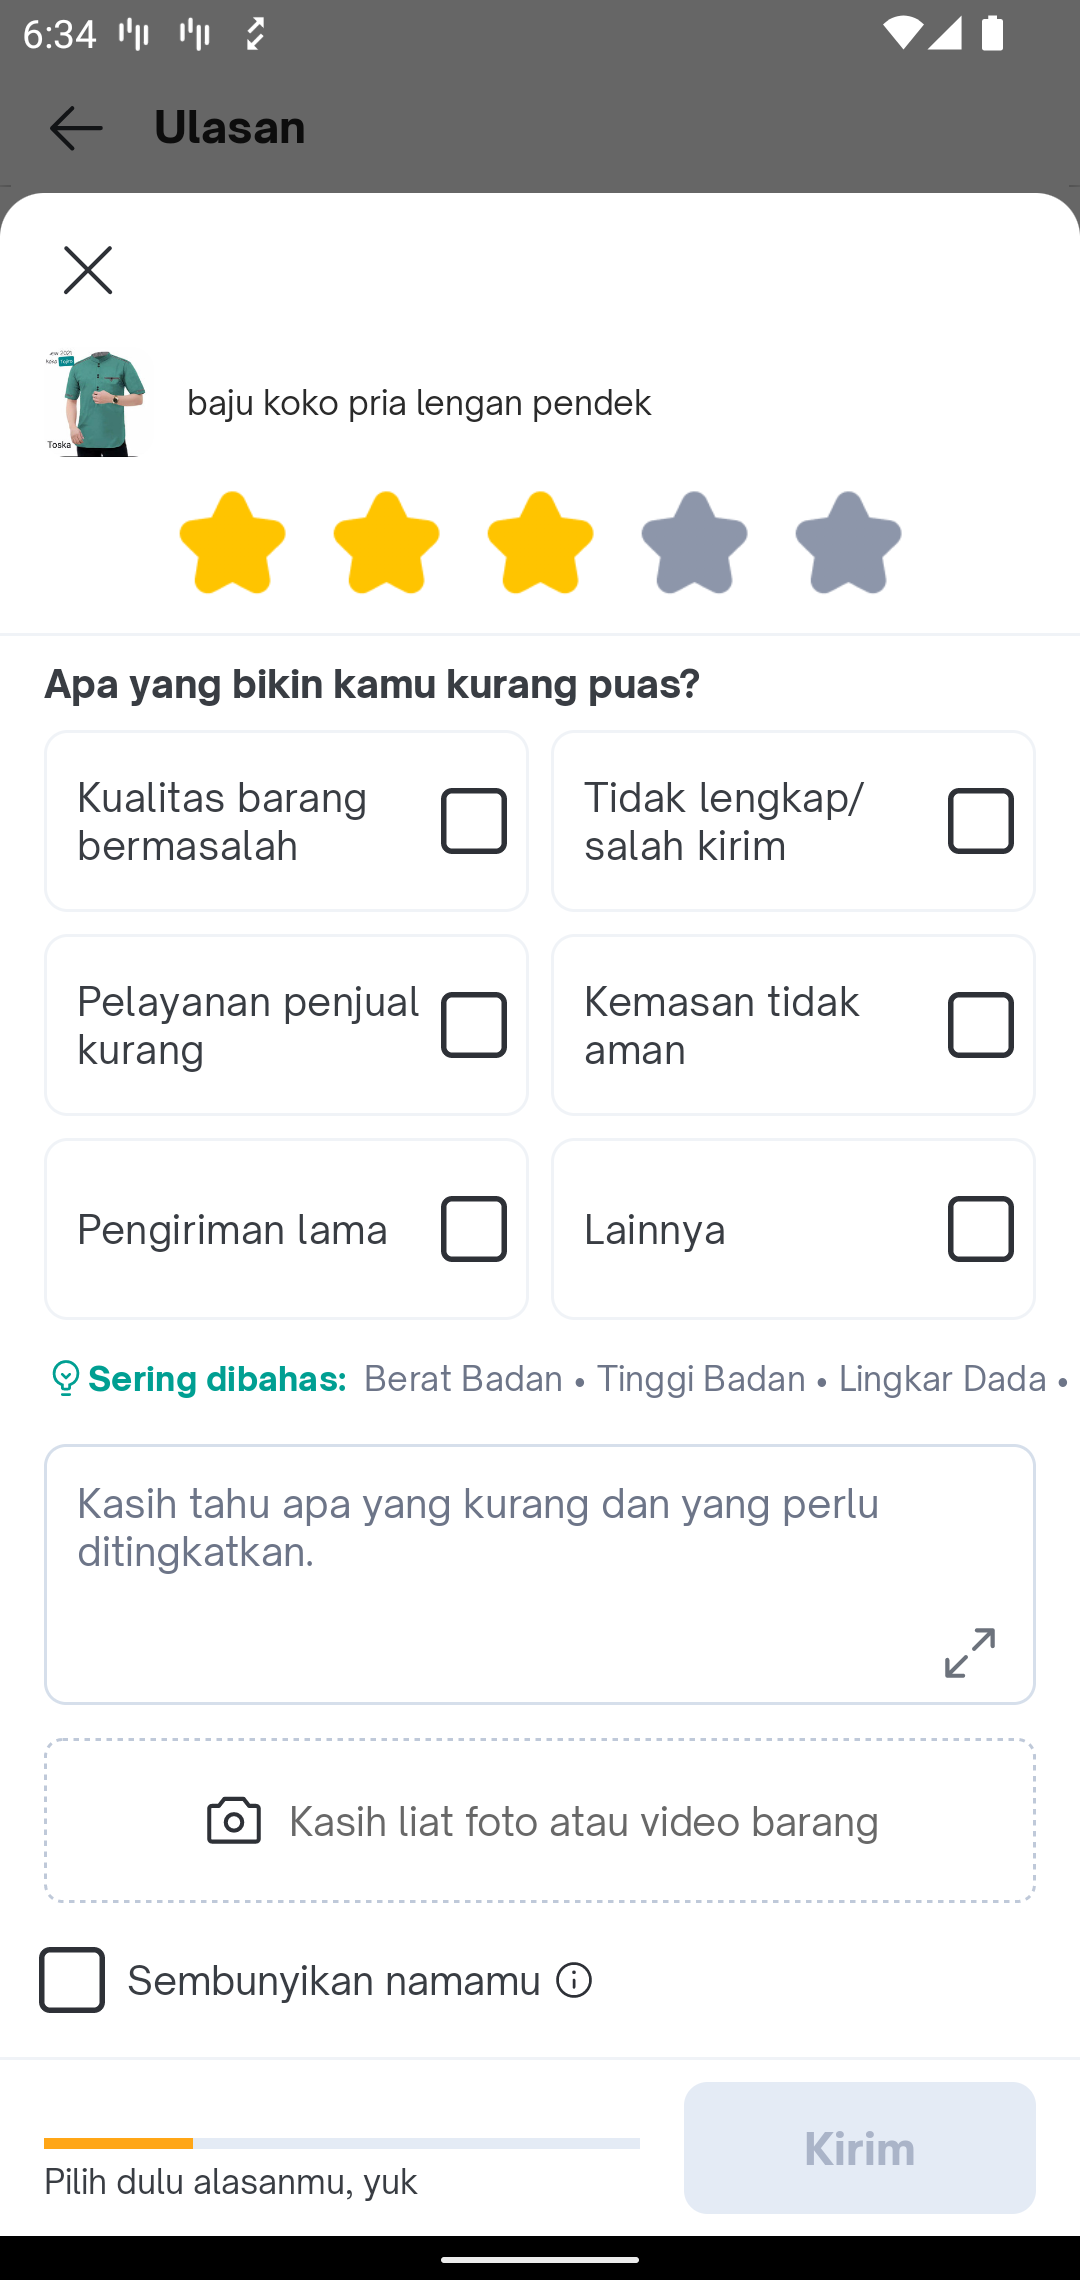 6:34
Ulasan
Toska
baju koko pria lengan pendek
Apa yang bikin kamu kurang puas?
Kualitas barang
bermasalah
Tidak lengkap/
salah kirim
Pelayanan penjual
kurang
Kemasan tidak
aman
Pengiriman lama
Lainnya
Sering dibahas: Berat Badan • Tinggi Badan • Lingkar Dada •
Kasih tahu apa yang kurang dan yang perlu
ditingkatkan.
Kasih liat foto atau video barang
Sembunyikan namamu
Pilih dulu alasanmu, yuk
Kirim